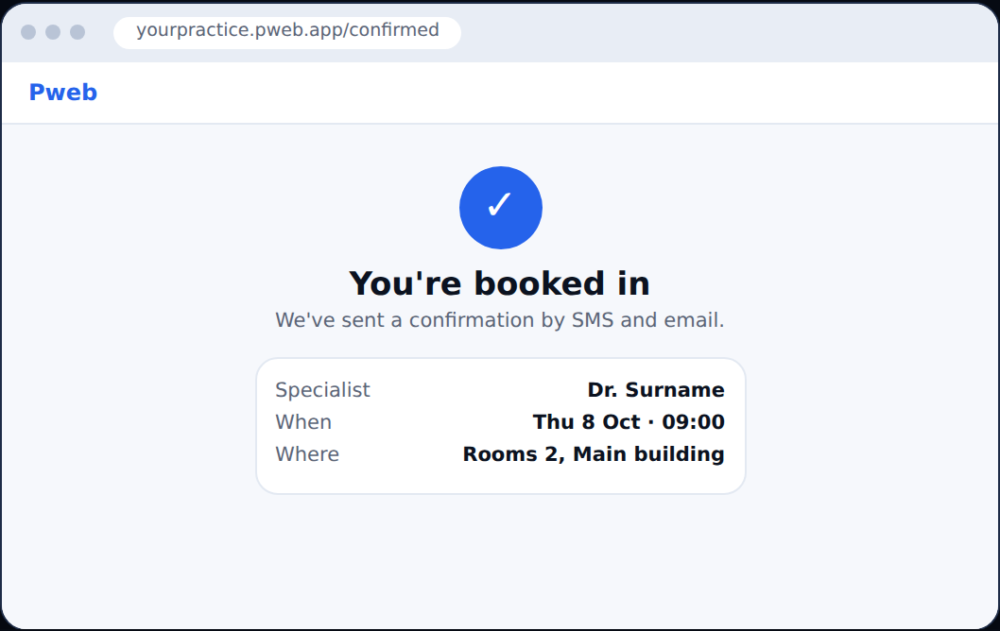 yourpractice.pweb.app/confirmed
Pweb
✓
You're booked in
We've sent a confirmation by SMS and email.
Specialist Dr. Surname
When Thu 8 Oct · 09:00
Where Rooms 2, Main building